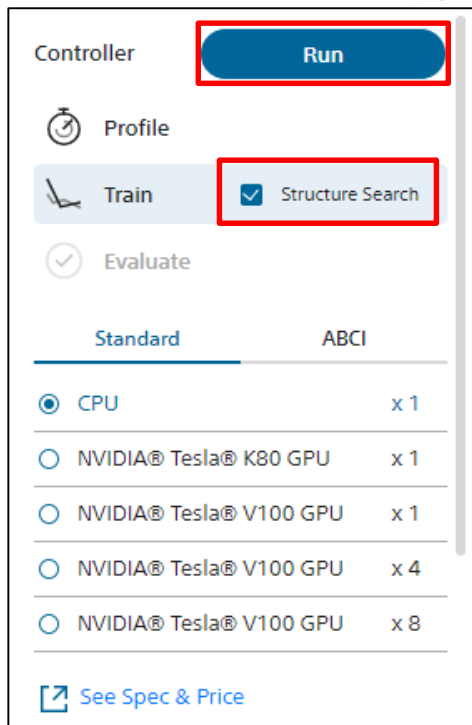 Controller Run
Profile
Train Structure Search
Evaluate
Standard ABCI
CPU x 1
NVIDIA® Tesla® K80 GPU x 1
NVIDIA® Tesla® V100 GPU x 1
NVIDIA® Tesla® V100 GPU x 4
NVIDIA® Tesla® V100 GPU x 8
See Spec & Price